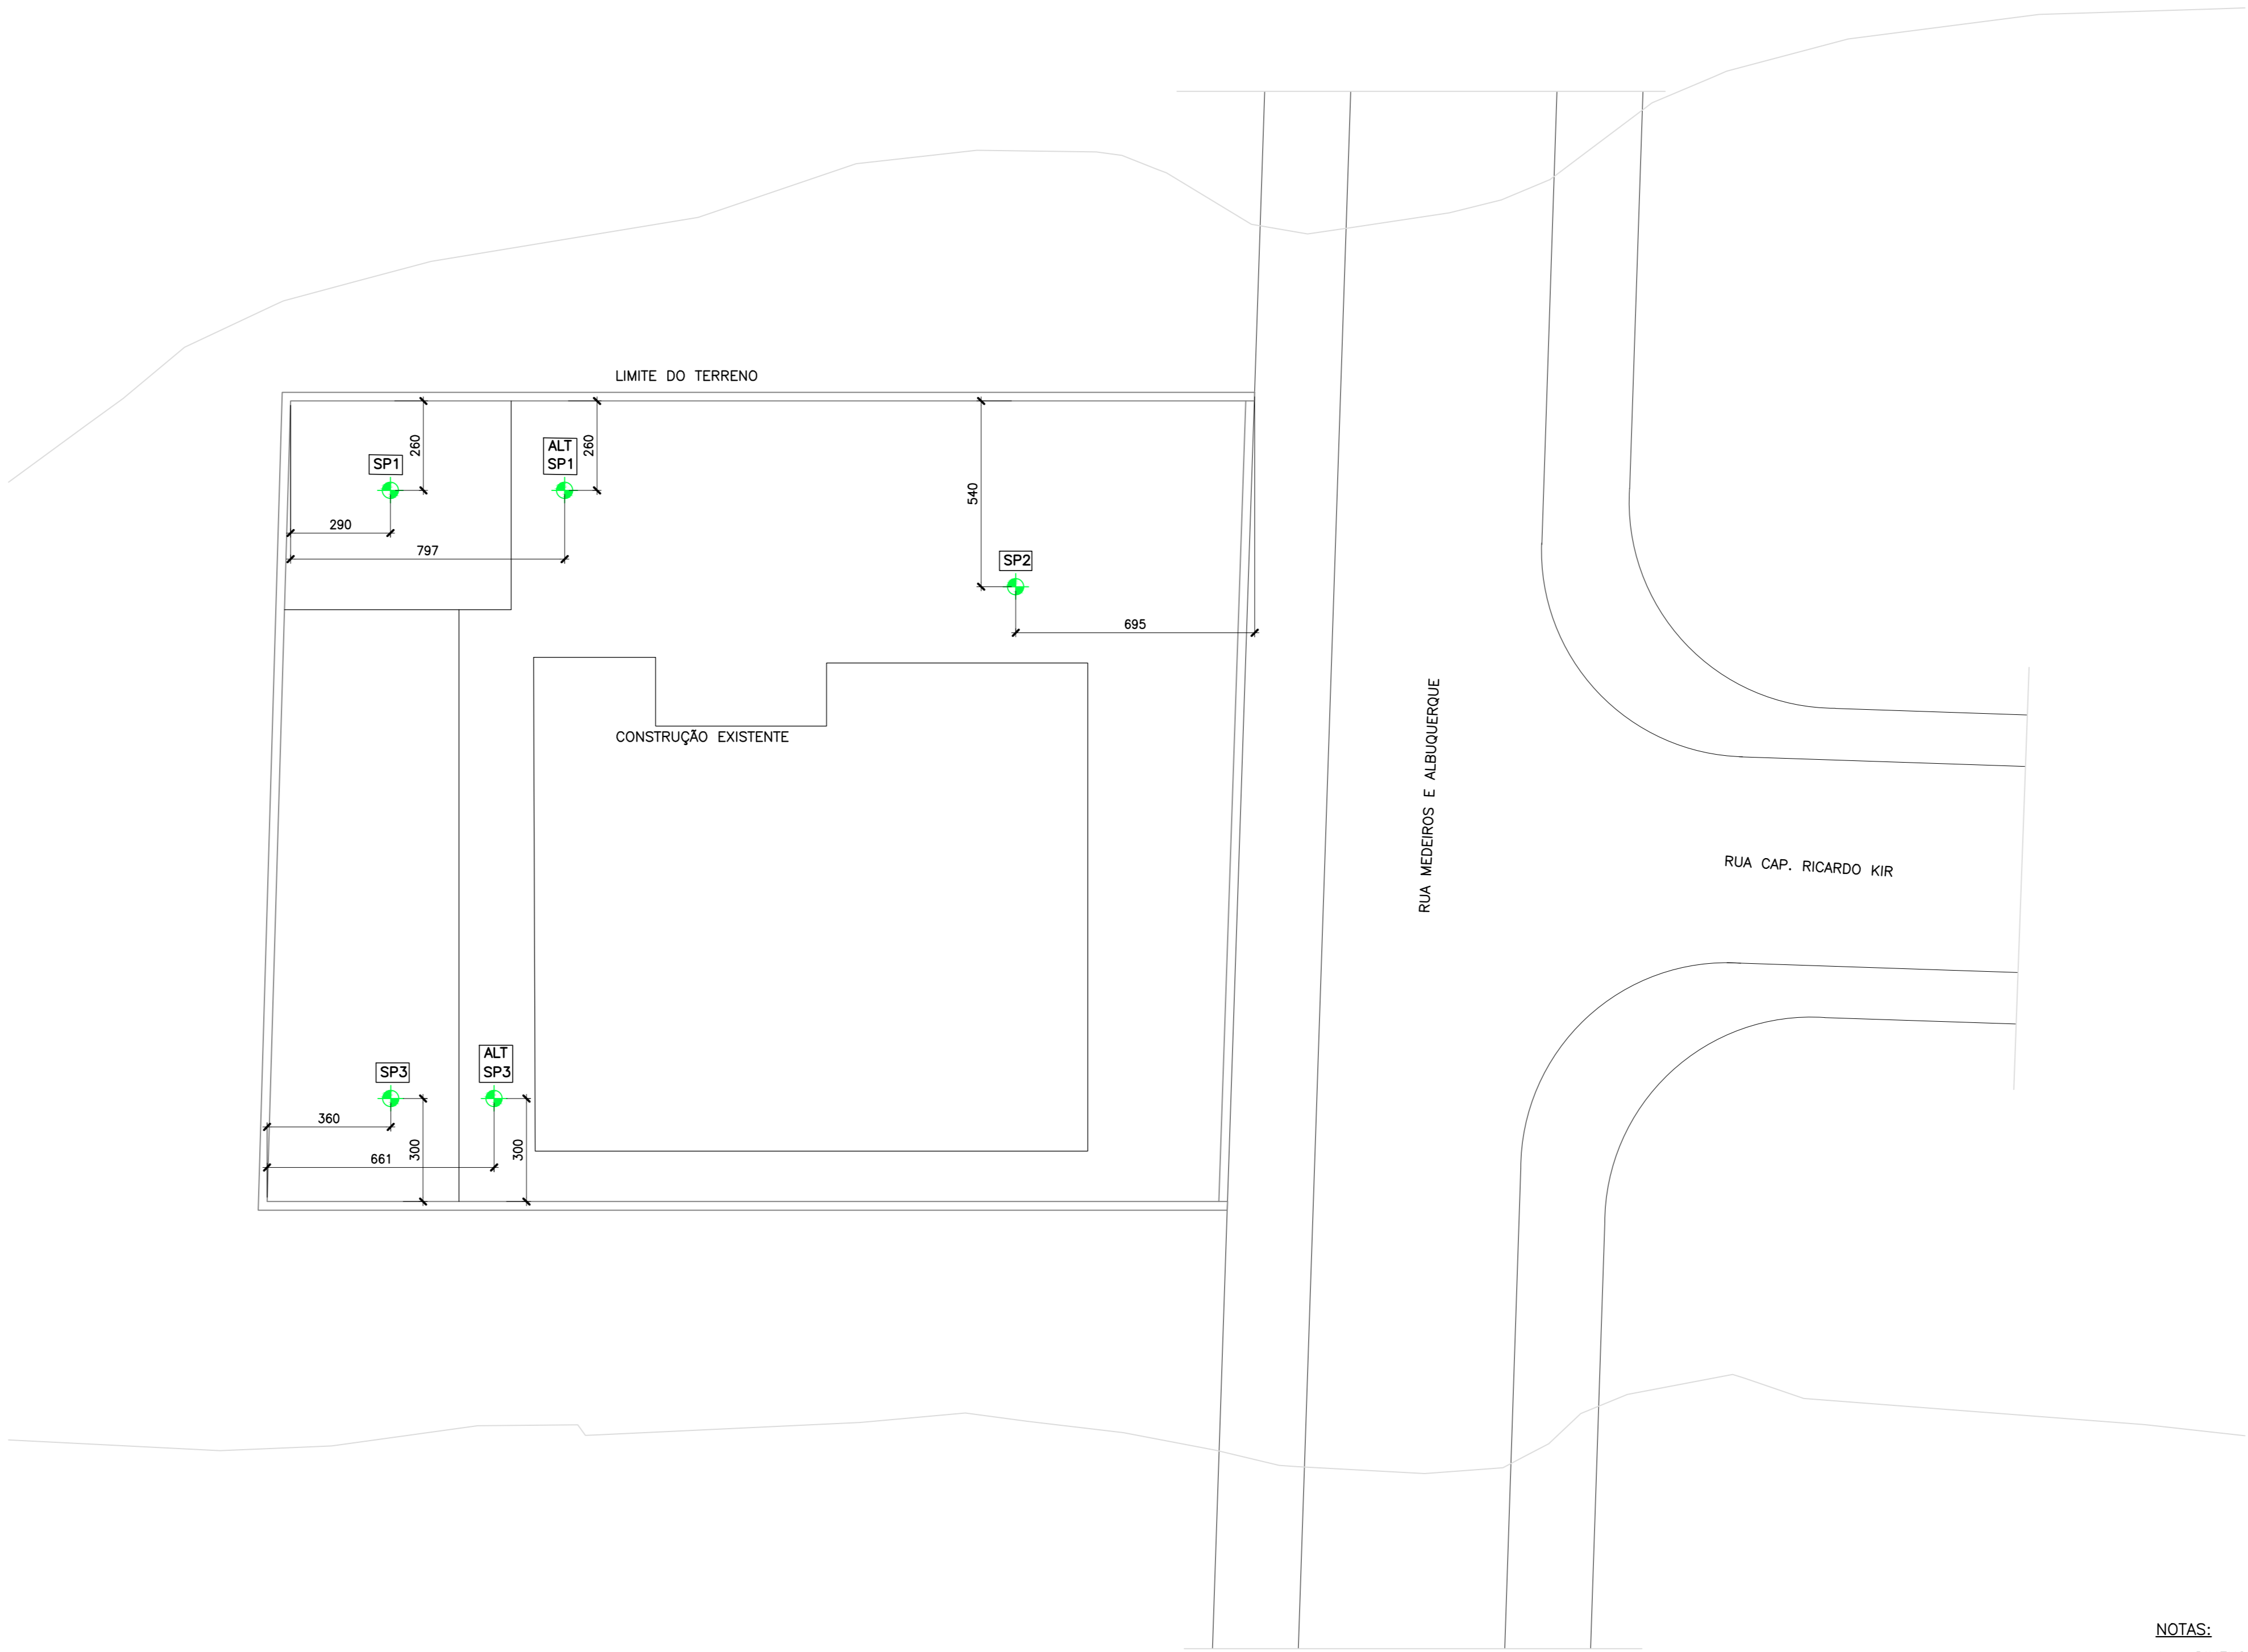 LIMITE DO TERRENO
260
ALT
SP1
260
SP1
540
290
797
SP2
695
CONSTRUÇÃO EXISTENTE
RUA MEDEIROS E ALBUQUERQUE
RUA CAP. RICARDO KIR
SP3
ALT
SP3
360
300
661
300
NOTAS: